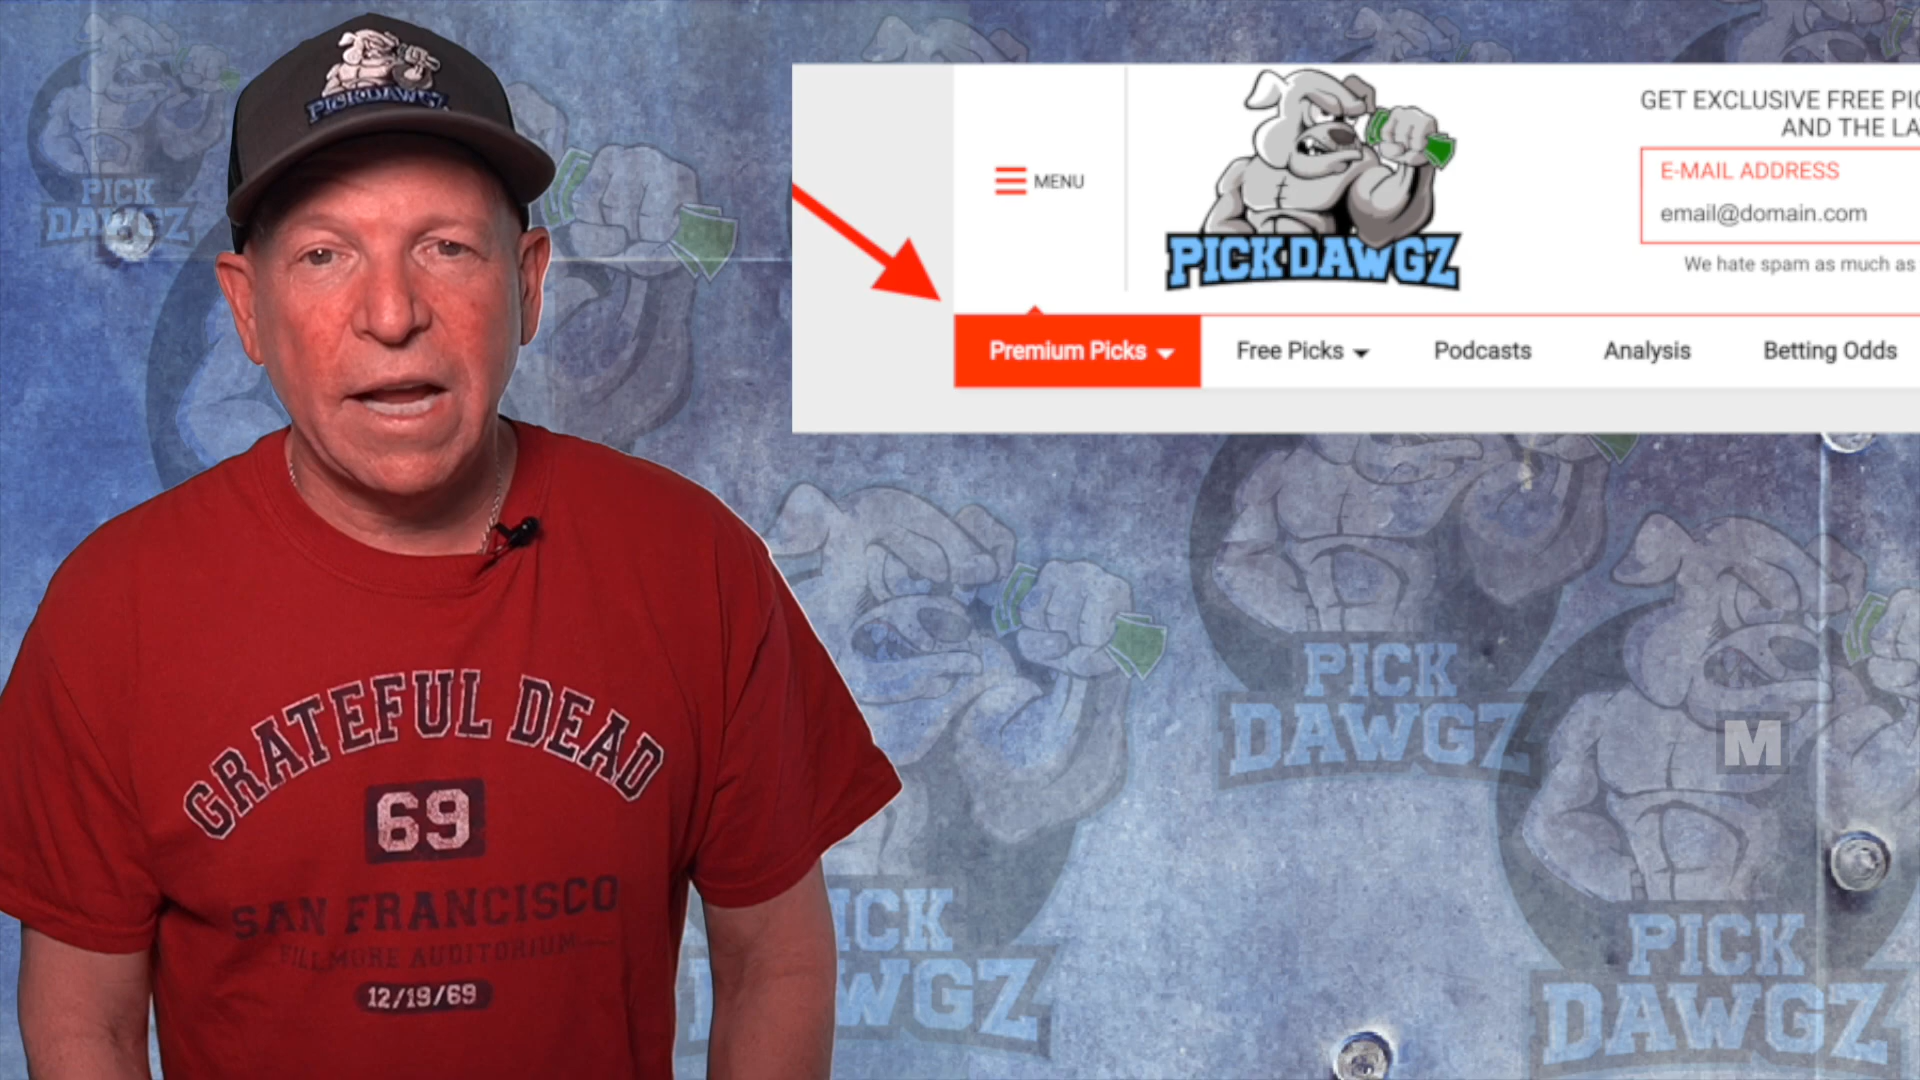 PICKDAWGZ
PICK
DAWGZ
GRATEFUL DEAD
69
SAN FRANCISCO
FILLMORE AUDITORIUM
12/19/69
MENU
PICKDAWGZ
GET EXCLUSIVE FREE
AND THE
E-MAIL ADDRESS
email@domain.com
We hate spam as much as
Premium Picks
Free Picks
Podcasts
Analysis
Betting Odds
PICK
DAWGZ
M
PICK
DAWGZ